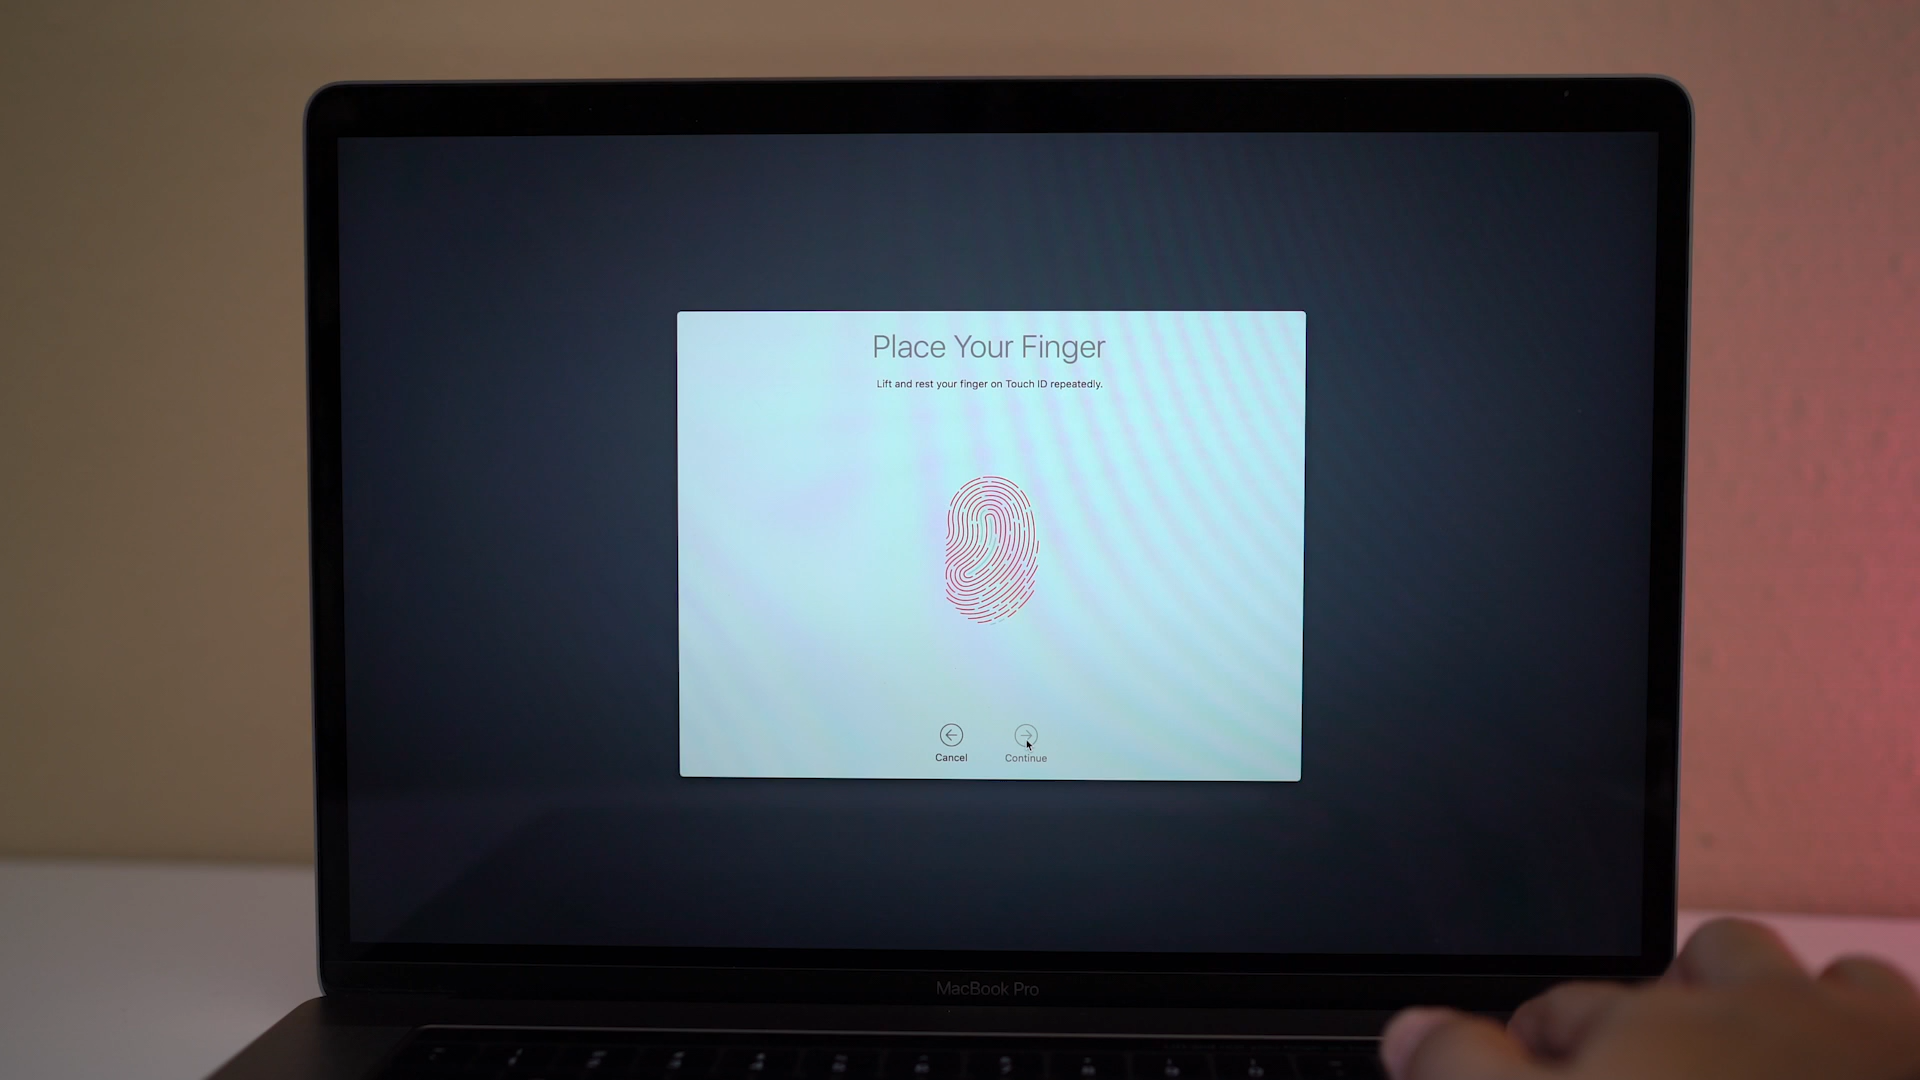 Place Your Finger
Lift and rest your finger on Touch ID repeatedly.
Cancel
Continue
MacBook Pro